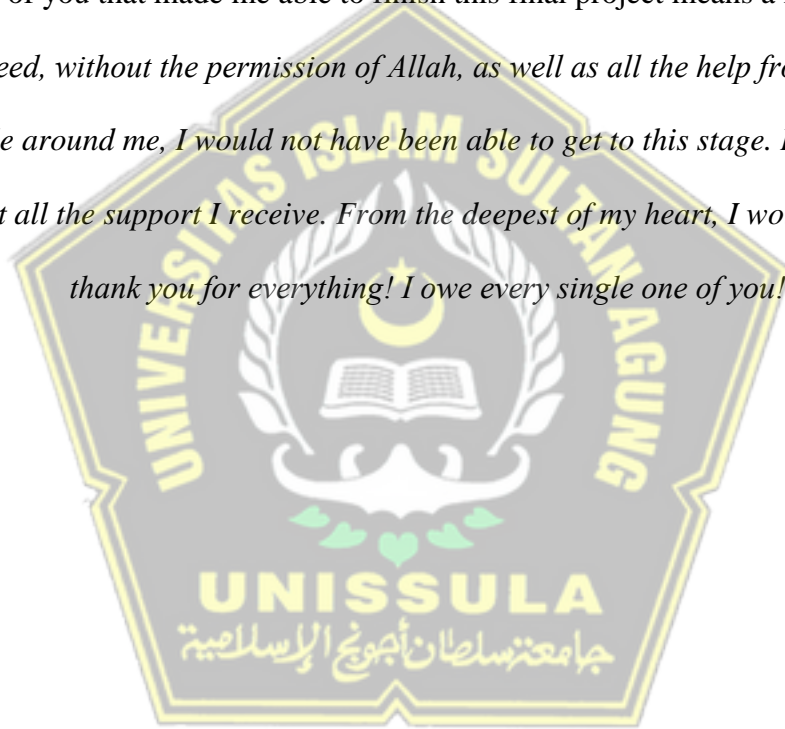 of you that made me able to finish this final project means a
eed, without the permission of Allah, as well as all the help fro
e around me, I would not have been able to get to this stage.
t all the support I receive. From the deepest of my heart, I wo
thank you for everything! I owe every single one of you!
UNIVERSITAS ISLAM SULTAN AGUNG
UNISSULA
جامعة سلطان أجونج الإسلامية